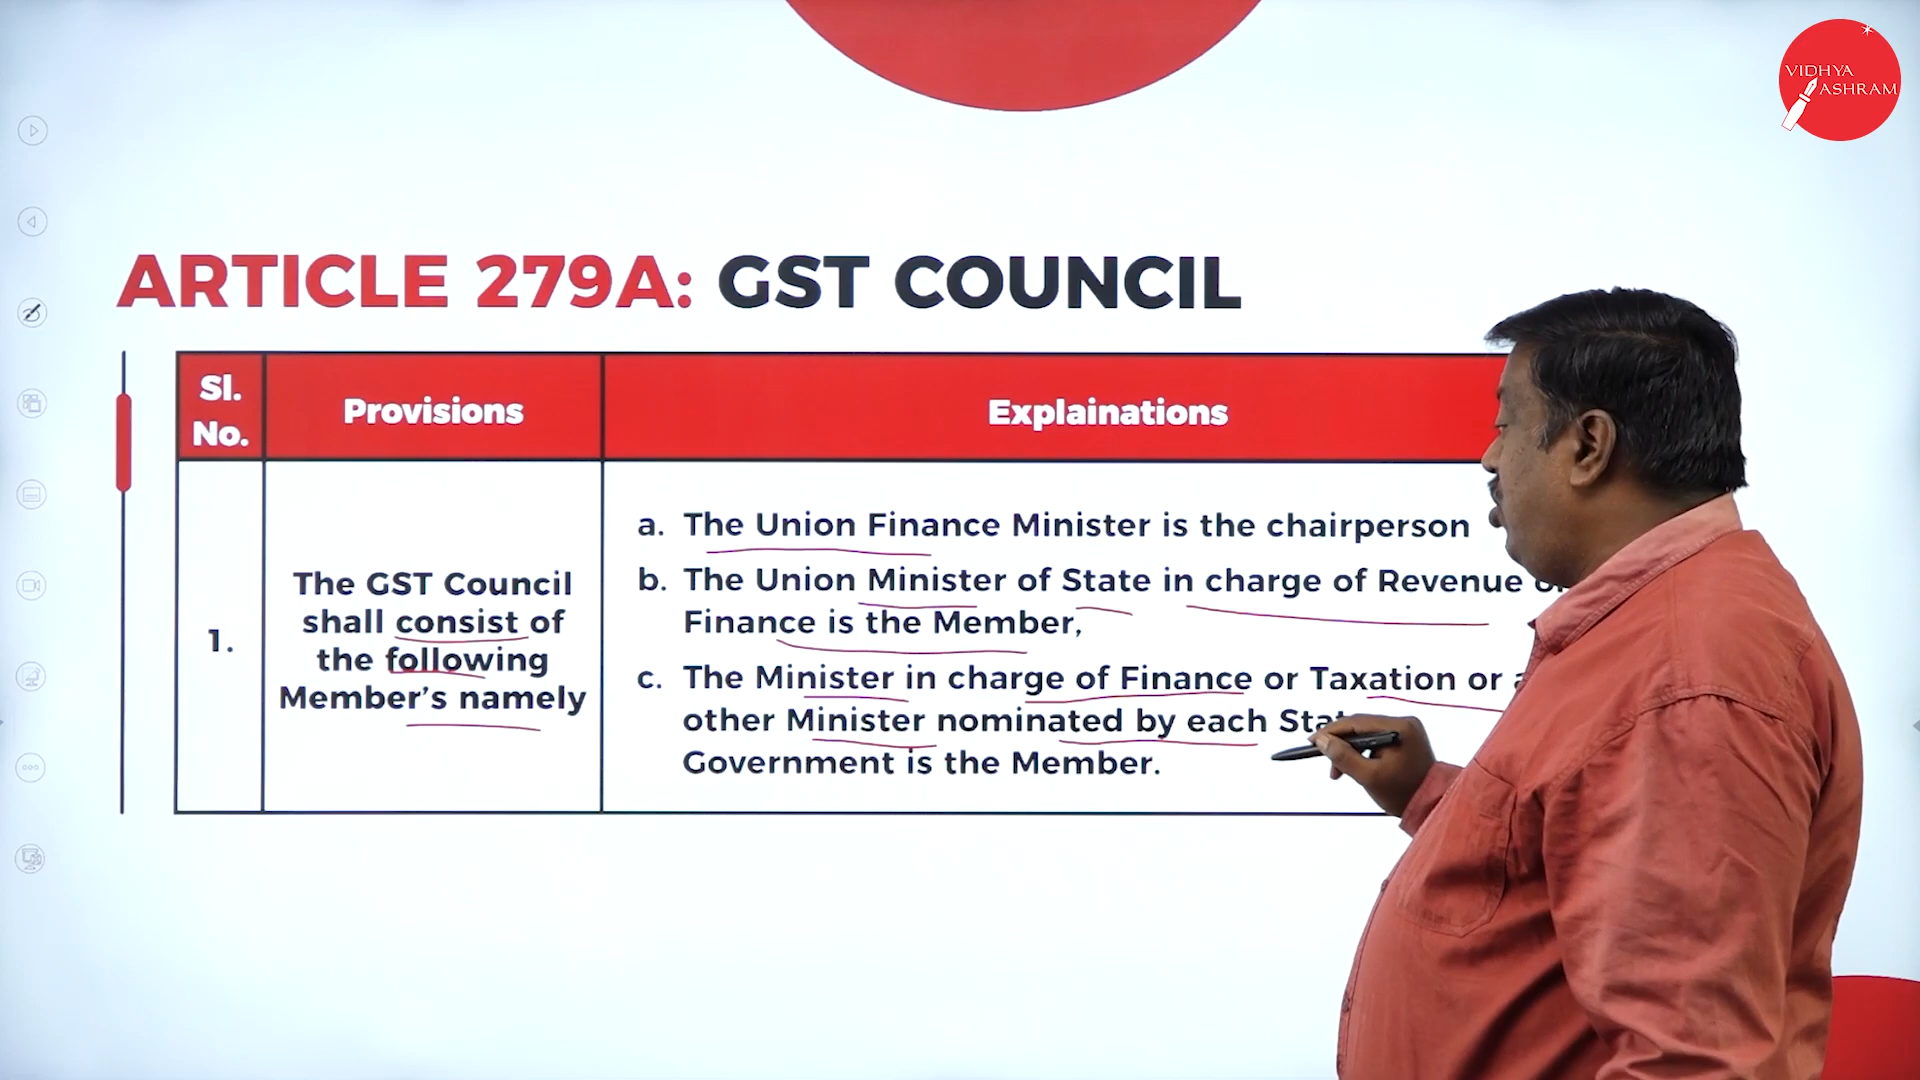 VIDHYA
ASHRAM
ARTICLE 279A: GST COUNCIL
Sl.
No.
Provisions
Explainations
1.
The GST Council
shall consist of
the following
Member's namely
a. The Union Finance Minister is the chairperson
b. The Union Minister of State in charge of Revenue
Finance is the Member,
c. The Minister in charge of Finance or Taxation or
other Minister nominated by each
Government is the Member.